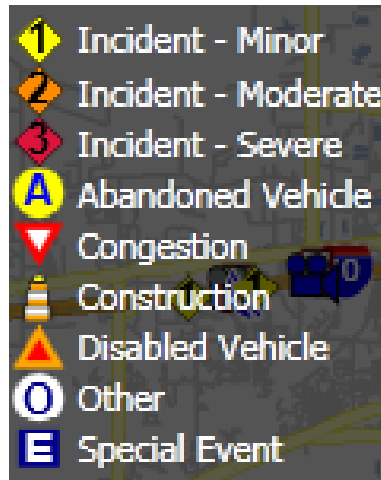 1 Incident - Minor
2 Incident - Moderate
3 Incident - Severe
A Abandoned Vehicle
Congestion
Construction
Disabled Vehicle
O Other
E Special Event